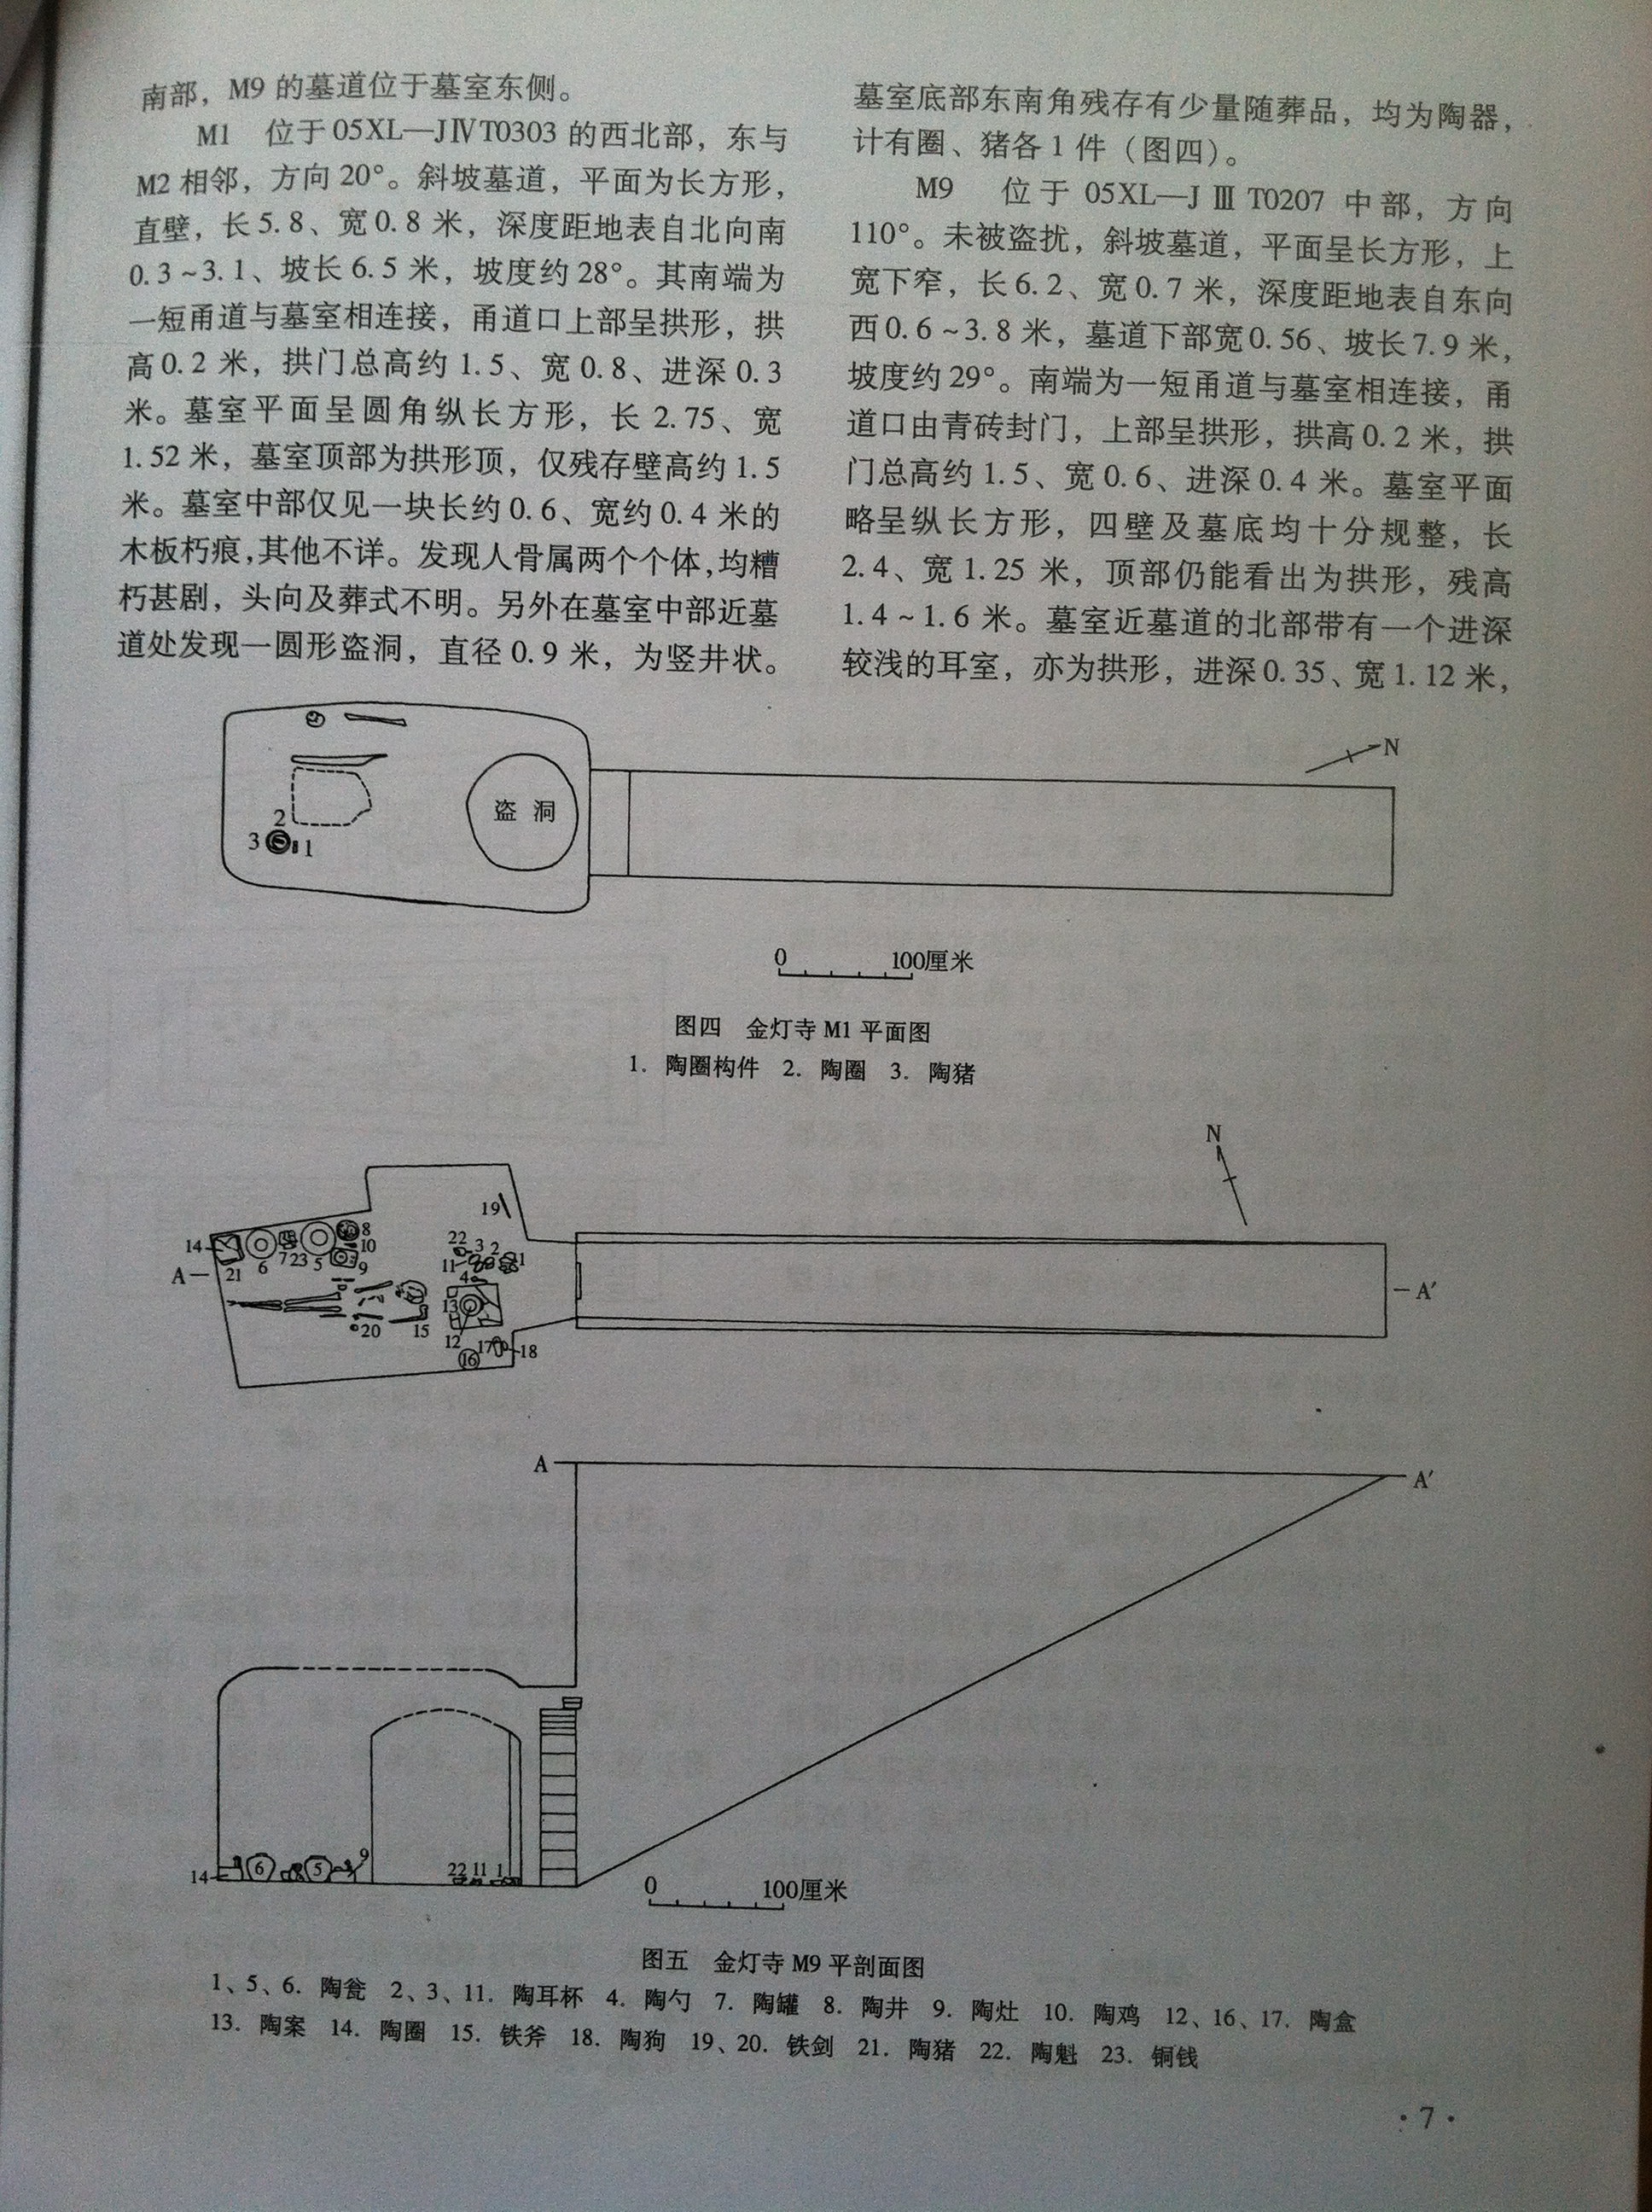 南部，M9 的墓道位于墓室东侧。
M1 位于 05XL—JⅣT0303 的西北部，东与
M2 相邻，方向 20°。斜坡墓道，平面为长方形，
直壁，长 5.8、宽 0.8 米，深度距地表自北向南
0.3～3.1、坡长 6.5 米，坡度约 28°。其南端为
一短甬道与墓室相连接，甬道口上部呈拱形，拱
高 0.2 米，拱门总高约 1.5、宽 0.8、进深 0.3
米。墓室平面呈圆角纵长方形，长 2.75、宽
1.52 米，墓室顶部为拱形顶，仅残存壁高约 1.5
米。墓室中部仅见一块长约 0.6、宽约 0.4 米的
木板朽痕，其他不详。发现人骨属两个个体，均糟
朽甚剧，头向及葬式不明。另外在墓室中部近墓
道处发现一圆形盗洞，直径 0.9 米，为竖井状。
墓室底部东南角残存有少量随葬品，均为陶器，
计有圈、猪各 1 件（图四）。
M9 位于 05XL—JⅢT0207 中部，方向
110°。未被盗扰，斜坡墓道，平面呈长方形，上
宽下窄，长 6.2、宽 0.7 米，深度距地表自东向
西 0.6～3.8 米，墓道下部宽 0.56、坡长 7.9 米，
坡度约 29°。南端为一短甬道与墓室相连接，甬
道口由青砖封门，上部呈拱形，拱高 0.2 米，拱
门总高约 1.5、宽 0.6、进深 0.4 米。墓室平面
略呈纵长方形，四壁及墓底均十分规整，长
2.4、宽 1.25 米，顶部仍能看出为拱形，残高
1.4～1.6 米。墓室近墓道的北部带有一个进深
较浅的耳室，亦为拱形，进深 0.35、宽 1.12 米，
N
盗 洞
2
3 1
0 100厘米
图四 金灯寺 M1 平面图
1. 陶圈构件 2. 陶圈 3. 陶猪
N
19
14 8
22 3 2
10
21 6 7 23 5 9
11 1
A
4
A′
13
20 15
12 17 18
16
A A′
14 6 5 9
22 11 1
0 100厘米
图五 金灯寺 M9 平剖面图
1、5、6. 陶瓮 2、3、11. 陶耳杯 4. 陶勺 7. 陶罐 8. 陶井 9. 陶灶 10. 陶鸡 12、16、17. 陶盒
13. 陶案 14. 陶圈 15. 铁斧 18. 陶狗 19、20. 铁剑 21. 陶猪 22. 陶魁 23. 铜钱
·7·